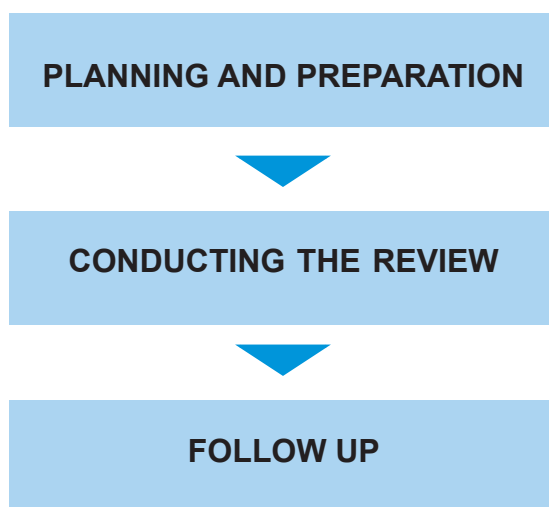 PLANNING AND PREPARATION
CONDUCTING THE REVIEW
FOLLOW UP